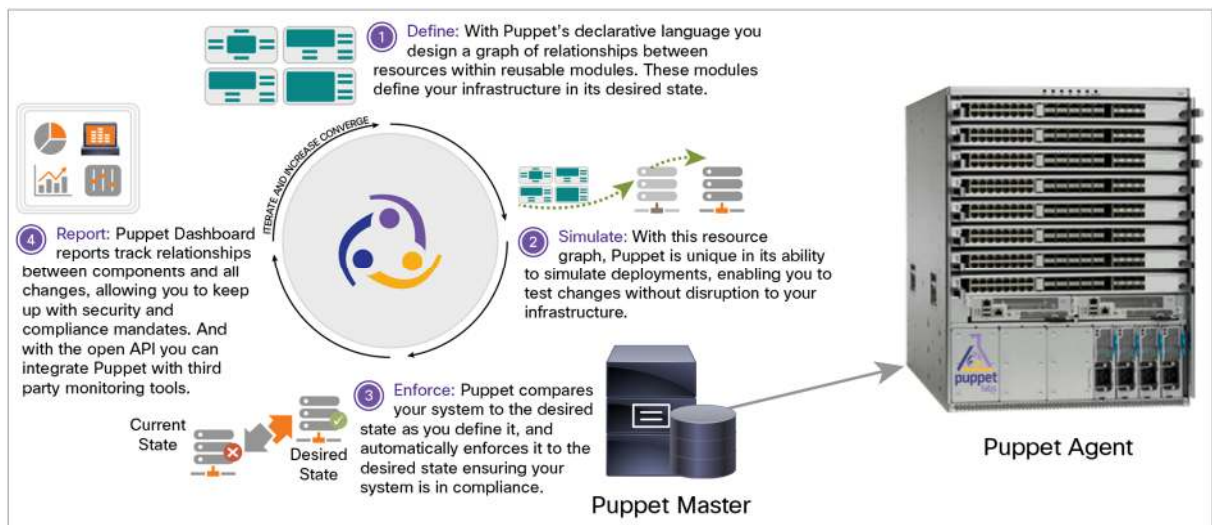 1 Define: With Puppet's declarative language you
design a graph of relationships between
resources within reusable modules. These modules
define your infrastructure in its desired state.
ITERATE AND INCREASE CONVERGE
2 Simulate: With this resource
graph, Puppet is unique in its ability
to simulate deployments, enabling you to
test changes without disruption to your
infrastructure.
4 Report: Puppet Dashboard
reports track relationships
between components and all
changes, allowing you to keep
up with security and
compliance mandates. And
with the open API you can
integrate Puppet with third
party monitoring tools.
3 Enforce: Puppet compares
your system to the desired
state as you define it, and
automatically enforces it to the
desired state ensuring your
system is in compliance.
Current
State
Desired
State
Puppet Master
puppet
labs
Puppet Agent